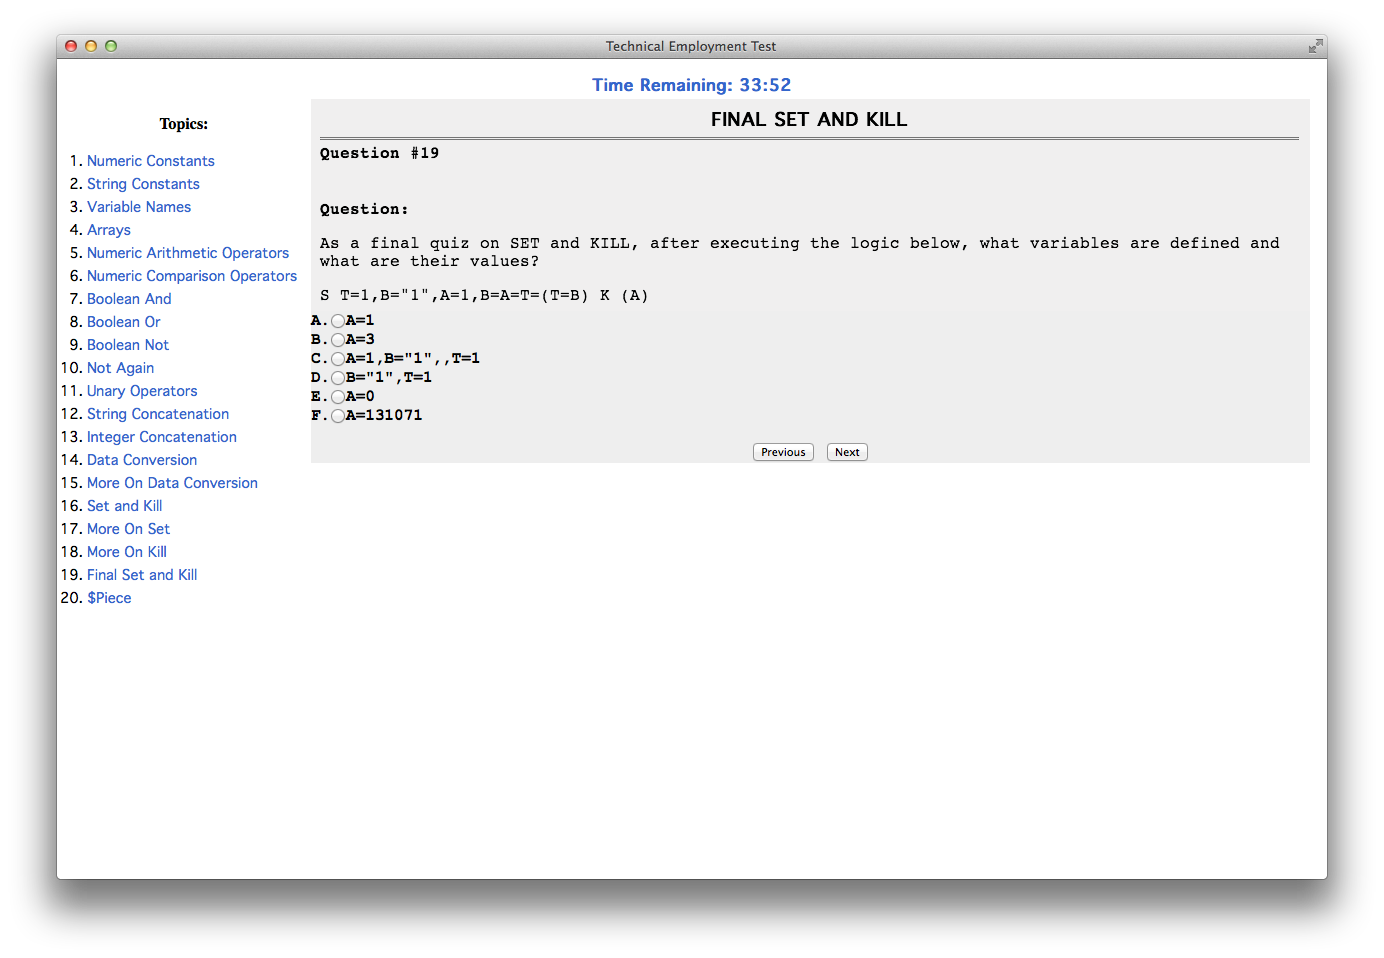 Technical Employment Test
Time Remaining: 33:52
Topics:
1. Numeric Constants
2. String Constants
3. Variable Names
4. Arrays
5. Numeric Arithmetic Operators
6. Numeric Comparison Operators
7. Boolean And
8. Boolean Or
9. Boolean Not
10. Not Again
11. Unary Operators
12. String Concatenation
13. Integer Concatenation
14. Data Conversion
15. More On Data Conversion
16. Set and Kill
17. More On Set
18. More On Kill
19. Final Set and Kill
20. $Piece
FINAL SET AND KILL
Question #19
Question:
As a final quiz on SET and KILL, after executing the logic below, what variables are defined and
what are their values?
S T=1,B="1",A=1,B=A=T=(T=B) K (A)
A. A=1
B. A=3
C. A=1,B="1",,T=1
D. B="1",T=1
E. A=0
F. A=131071
Previous Next